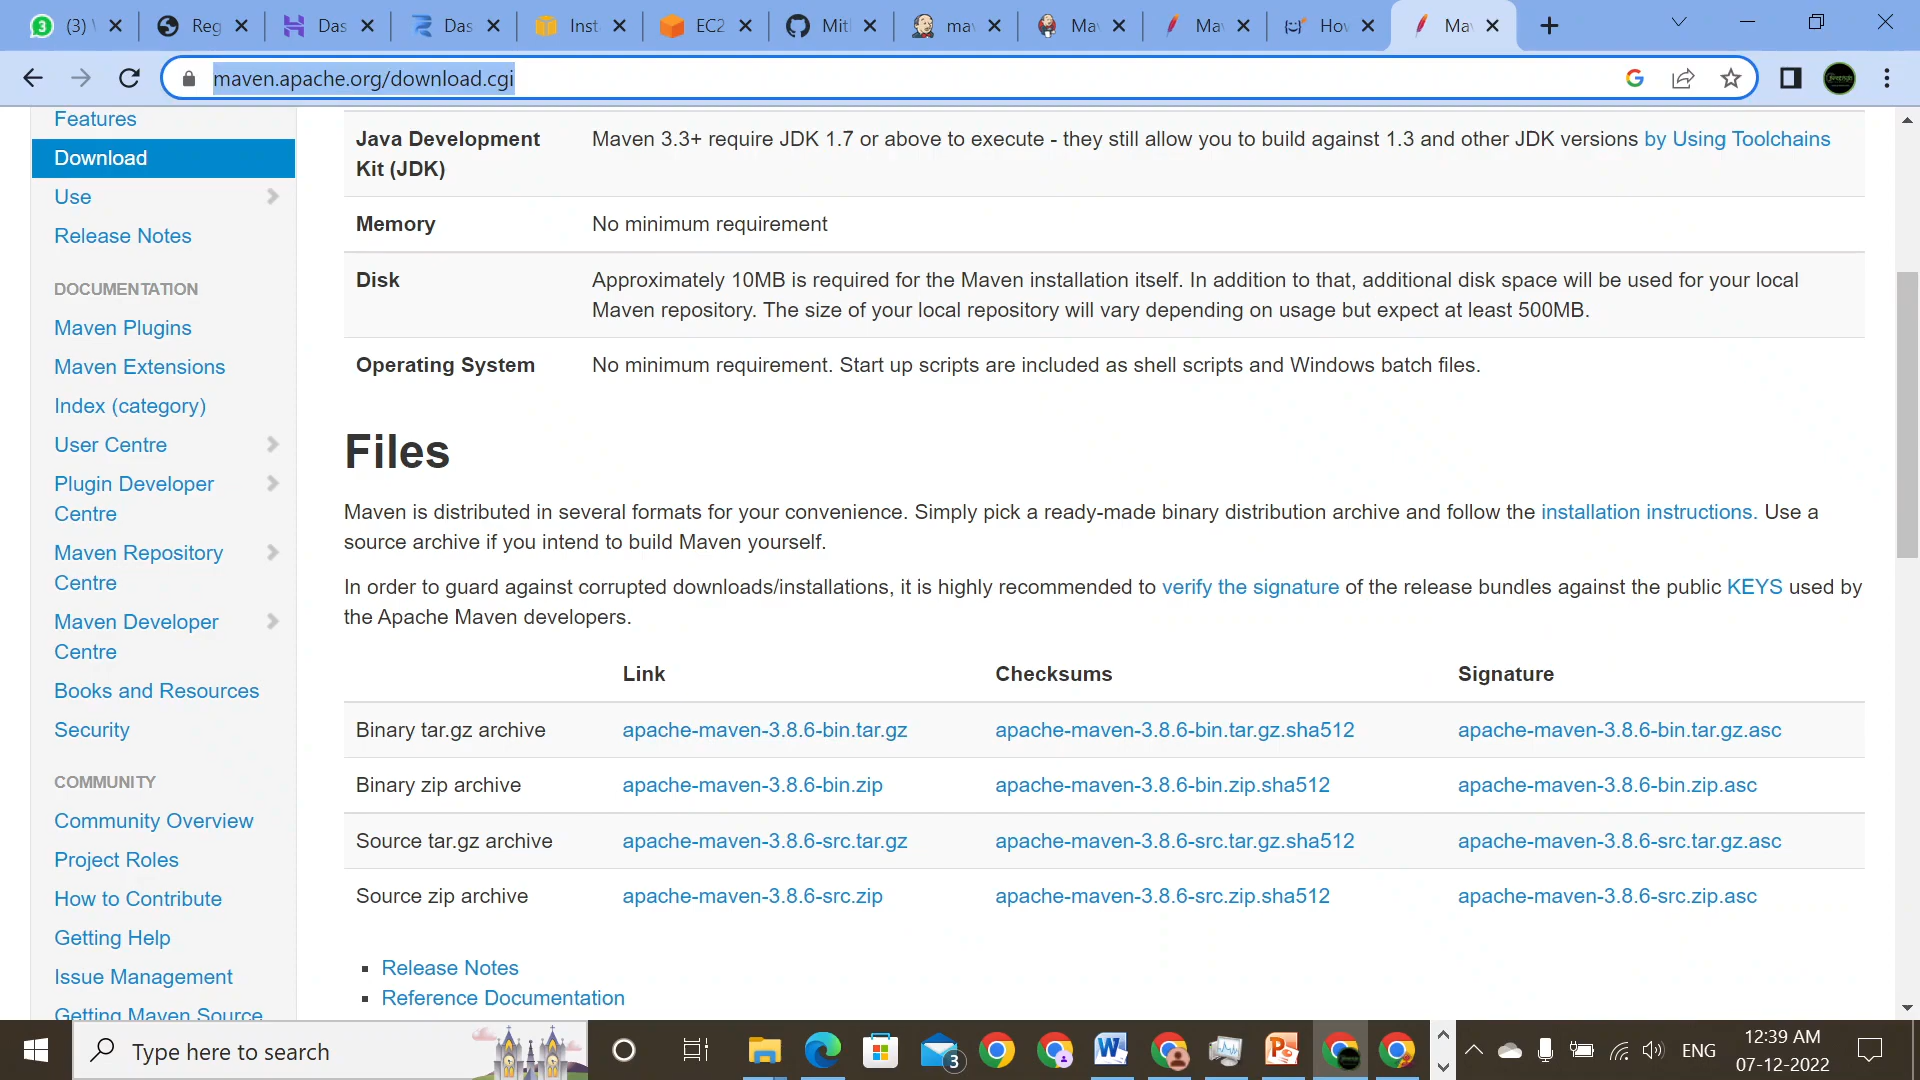 3
(3)
Reg
Das
Das
Inst
EC2
Mitl
ma
Ma
Ma
Ho
Ma
maven.apache.org/download.cgi
Features
Download
Use
Release Notes
DOCUMENTATION
Maven Plugins
Maven Extensions
Index (category)
User Centre
Plugin Developer
Centre
Maven Repository
Centre
Maven Developer
Centre
Books and Resources
Security
COMMUNITY
Community Overview
Project Roles
How to Contribute
Getting Help
Issue Management
Getting Maven Source
Java Development
Kit (JDK)
Maven 3.3+ require JDK 1.7 or above to execute - they still allow you to build against 1.3 and other JDK versions by Using Toolchains
Memory
No minimum requirement
Disk
Approximately 10MB is required for the Maven installation itself. In addition to that, additional disk space will be used for your local
Maven repository. The size of your local repository will vary depending on usage but expect at least 500MB.
Operating System
No minimum requirement. Start up scripts are included as shell scripts and Windows batch files.
Files
Maven is distributed in several formats for your convenience. Simply pick a ready-made binary distribution archive and follow the installation instructions. Use a
source archive if you intend to build Maven yourself.
In order to guard against corrupted downloads/installations, it is highly recommended to verify the signature of the release bundles against the public KEYS used by
the Apache Maven developers.
Link Checksums Signature
Binary tar.gz archive apache-maven-3.8.6-bin.tar.gz apache-maven-3.8.6-bin.tar.gz.sha512 apache-maven-3.8.6-bin.tar.gz.asc
Binary zip archive apache-maven-3.8.6-bin.zip apache-maven-3.8.6-bin.zip.sha512 apache-maven-3.8.6-bin.zip.asc
Source tar.gz archive apache-maven-3.8.6-src.tar.gz apache-maven-3.8.6-src.tar.gz.sha512 apache-maven-3.8.6-src.tar.gz.asc
Source zip archive apache-maven-3.8.6-src.zip apache-maven-3.8.6-src.zip.sha512 apache-maven-3.8.6-src.zip.asc
Release Notes
Reference Documentation
Type here to search
3
ENG
12:39 AM
07-12-2022